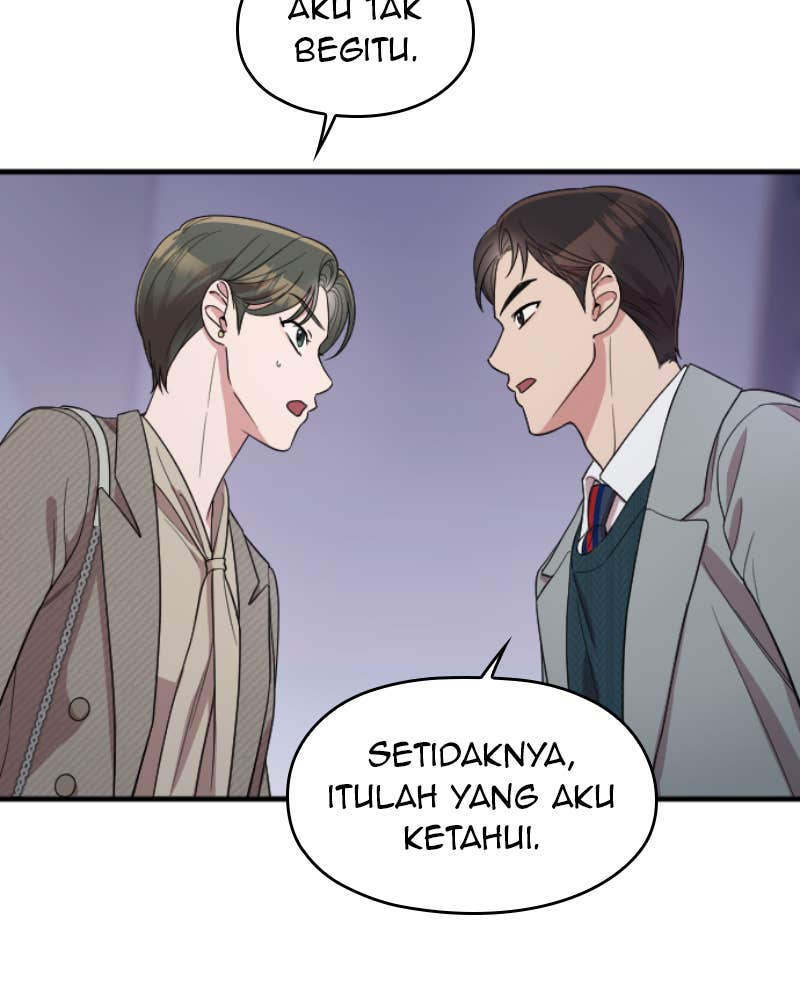 AKU TAK
BEGITU.
SETIDAKNYA,
ITULAH YANG AKU
KETAHUI.